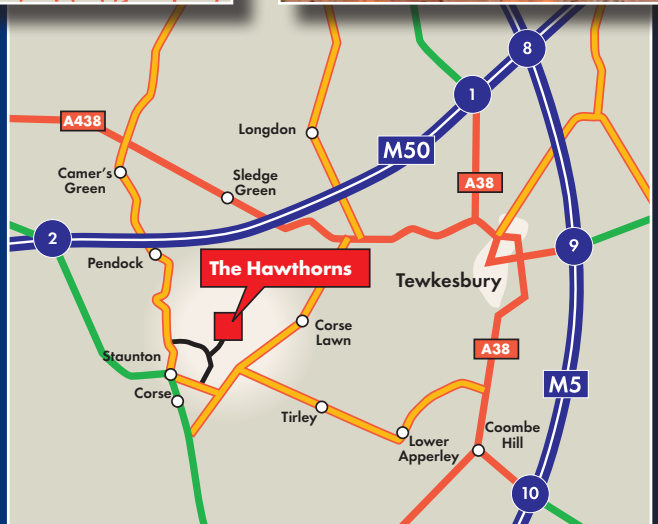 8
1
A438
Longdon
M50
Camer's
Green
Sledge
Green
A38
2
9
Pendock
The Hawthorns
Tewkesbury
Corse
Lawn
A38
Staunton
M5
Corse
Tirley
Lower
Apperley
Coombe
Hill
10